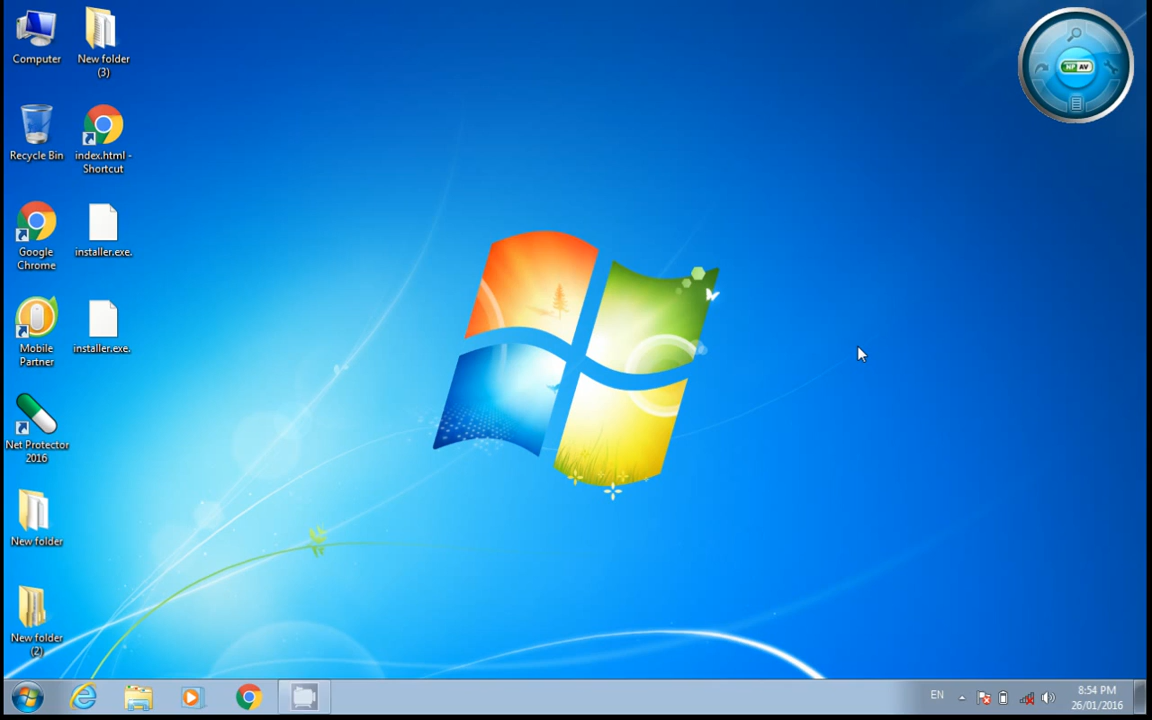 Computer
New folder
(3)
Recycle Bin
index.html -
Shortcut
Google
Chrome
installer.exe.
Mobile
Partner
installer.exe.
Net Protector
2016
New folder
New folder
(2)
NP AV
EN
8:54 PM
26/01/2016